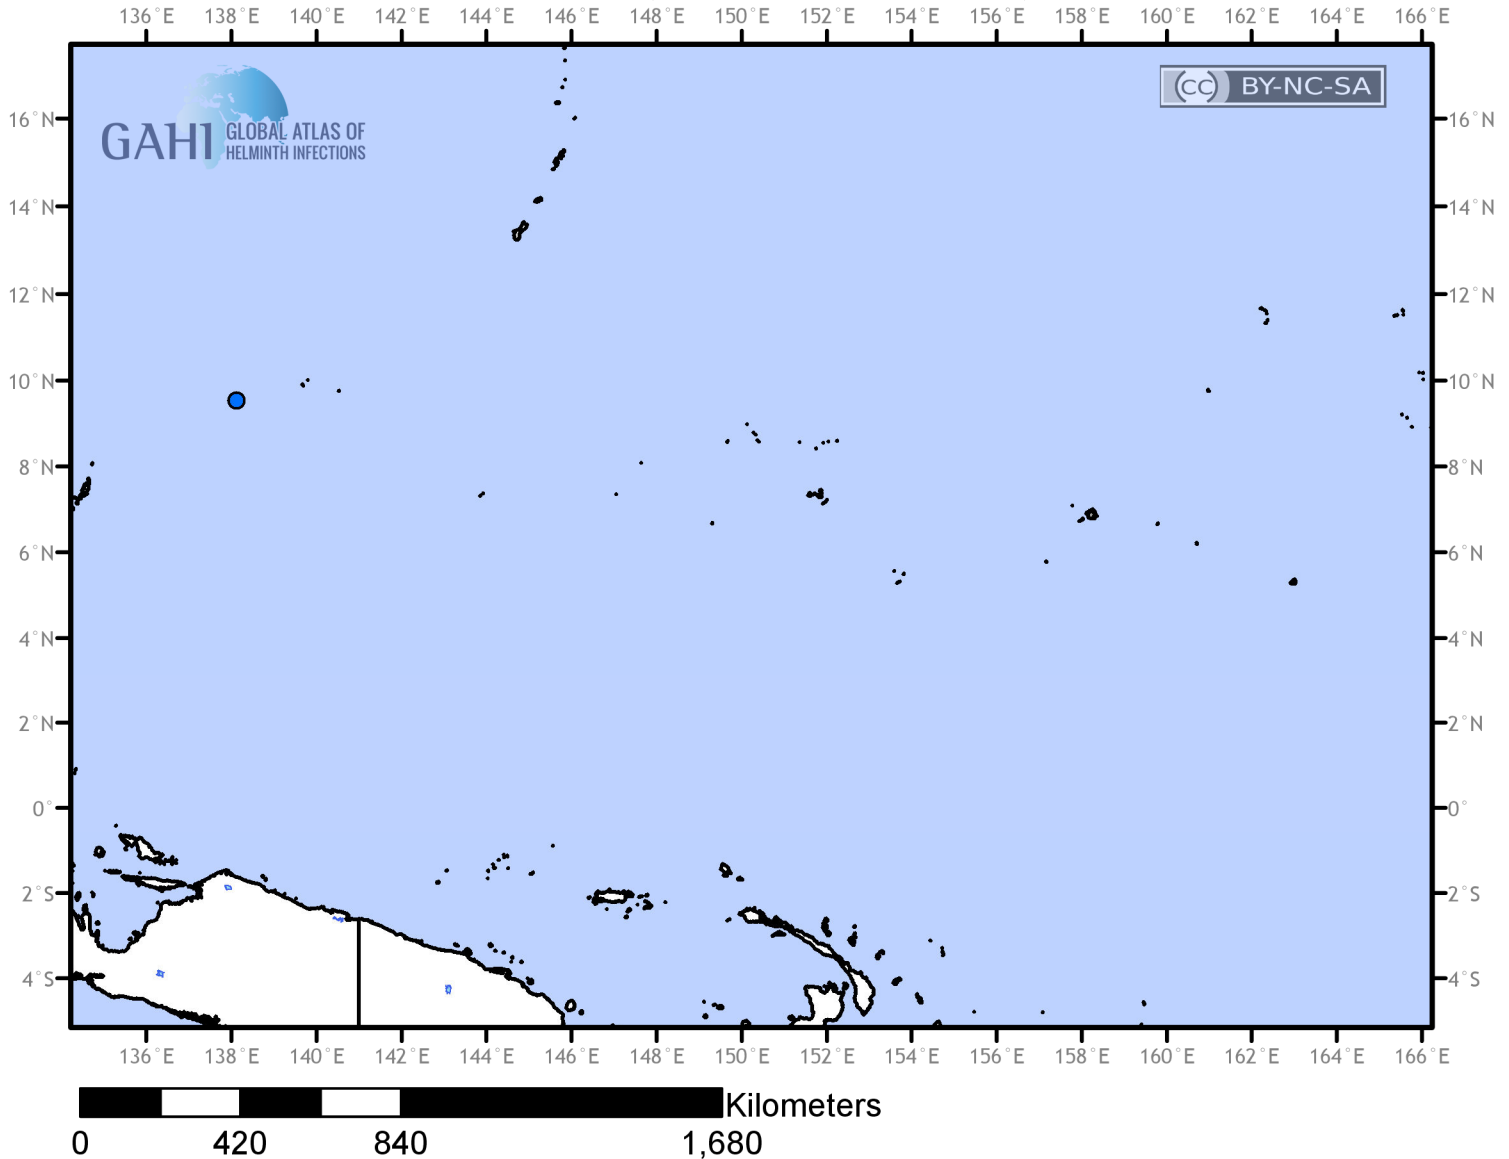 136°E 138°E 140°E 142°E 144°E 146°E 148°E 150°E 152°E 154°E 156°E 158°E 160°E 162°E 164°E 166°E
GAHI GLOBAL ATLAS OF
HELMINTH INFECTIONS
CC BY-NC-SA
16°N 16°N
14°N 14°N
12°N 12°N
10°N 10°N
8°N 8°N
6°N 6°N
4°N 4°N
2°N 2°N
0° 0°
2°S 2°S
4°S 4°S
136°E 138°E 140°E 142°E 144°E 146°E 148°E 150°E 152°E 154°E 156°E 158°E 160°E 162°E 164°E 166°E
Kilometers
0 420 840 1,680